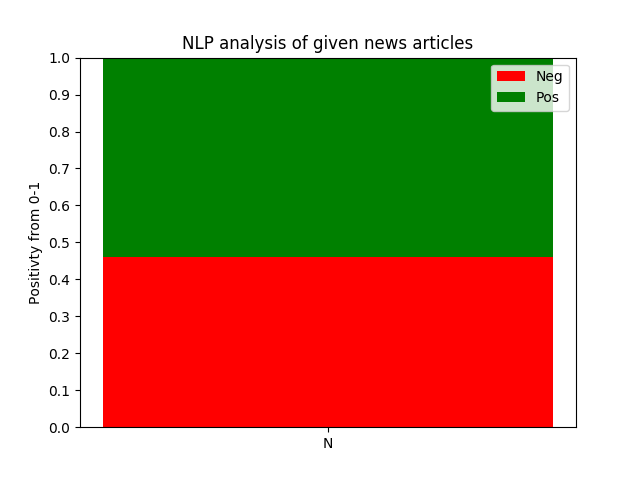 NLP analysis of given news articles
Neg
Pos
Positivty from 0-1
1.0
0.9
0.8
0.7
0.6
0.5
0.4
0.3
0.2
0.1
0.0
N